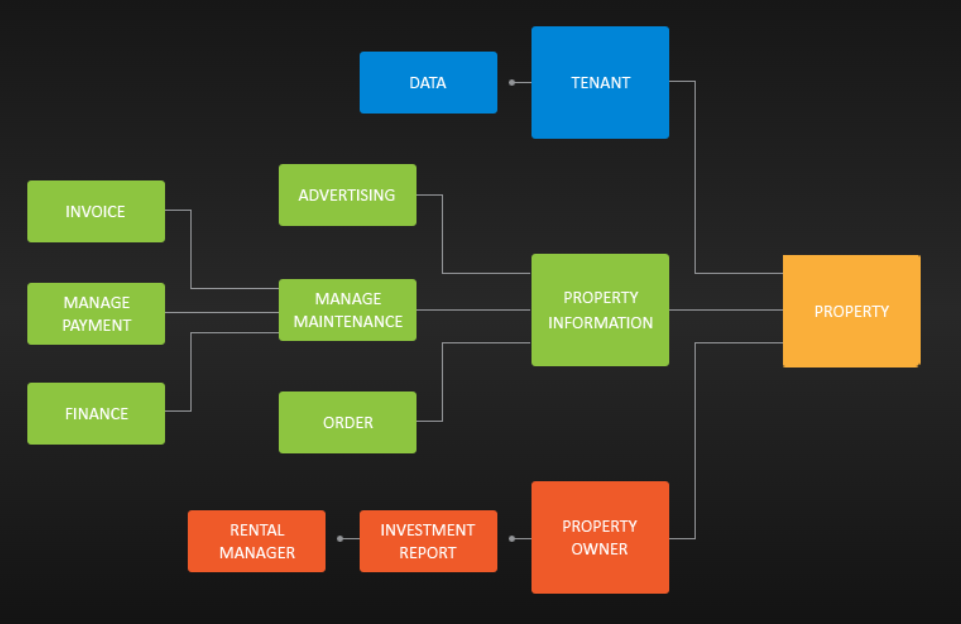 DATA
TENANT
ADVERTISING
INVOICE
MANAGE
PAYMENT
MANAGE
MAINTENANCE
PROPERTY
INFORMATION
PROPERTY
FINANCE
ORDER
RENTAL
MANAGER
INVESTMENT
REPORT
PROPERTY
OWNER